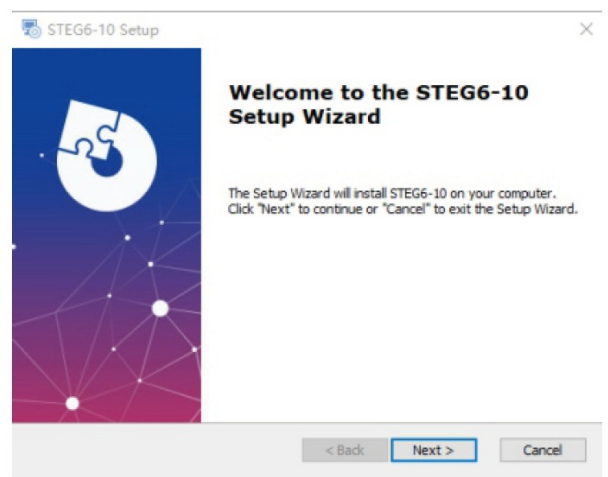 STEG6-10 Setup
Welcome to the STEG6-10
Setup Wizard
The Setup Wizard will install STEG6-10 on your computer.
Click "Next" to continue or "Cancel" to exit the Setup Wizard.
< Back
Next >
Cancel